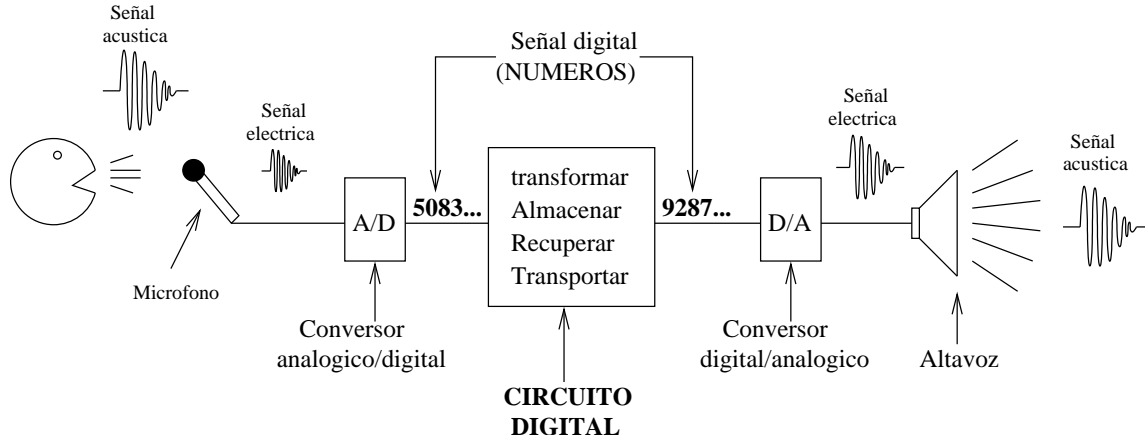 Señal
acustica
Señal
electrica
Microfono
A/D
Conversor
analogico/digital
Señal digital
(NUMEROS)
5083...
transformar
Almacenar
Recuperar
Transportar
CIRCUITO
DIGITAL
9287...
D/A
Conversor
digital/analogico
Señal
electrica
Altavoz
Señal
acustica